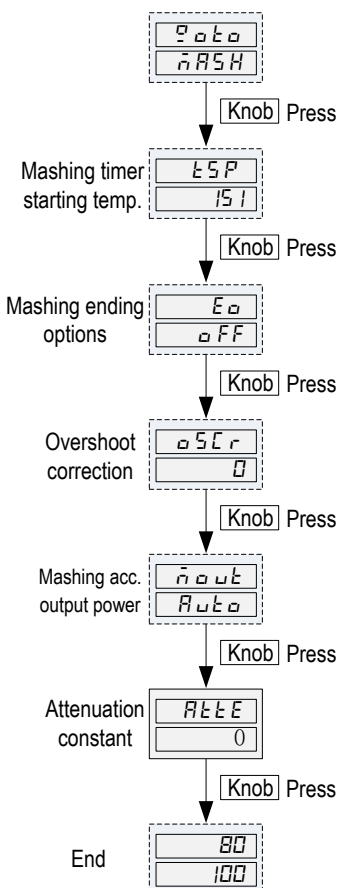 goto
mASH
Knob Press
Mashing timer
starting temp.
tSP
151
Knob Press
Mashing ending
options
Eo
oFF
Knob Press
Overshoot
correction
oSCr
0
Knob Press
Mashing acc.
output power
mout
Auto
Knob Press
Attenuation
constant
AttE
0
Knob Press
End
80
100